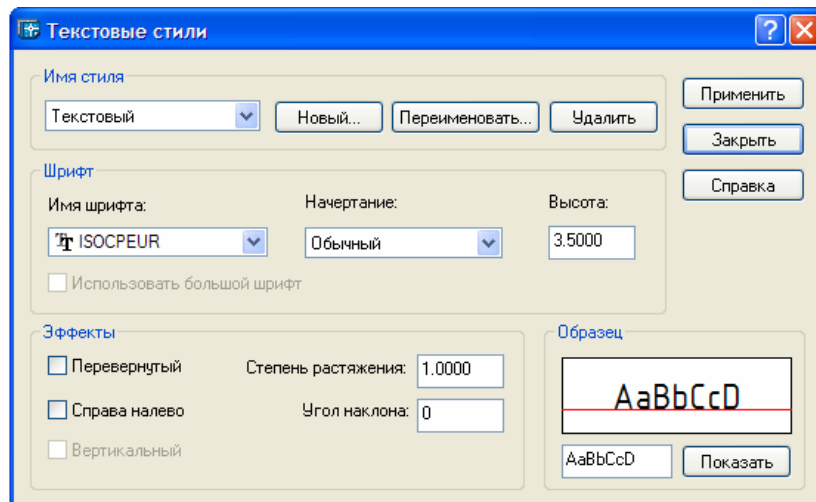 Текстовые стили
Имя стиля
Текстовый Новый... Переименовать... Удалить
Применить
Закрыть
Справка
Шрифт
Имя шрифта: Начертание: Высота:
ISOCPEUR Обычный 3.5000
Использовать большой шрифт
Эффекты
Перевернутый Степень растяжения: 1.0000
Справа налево Угол наклона: 0
Вертикальный
Образец
AaBbCcD
AaBbCcD Показать